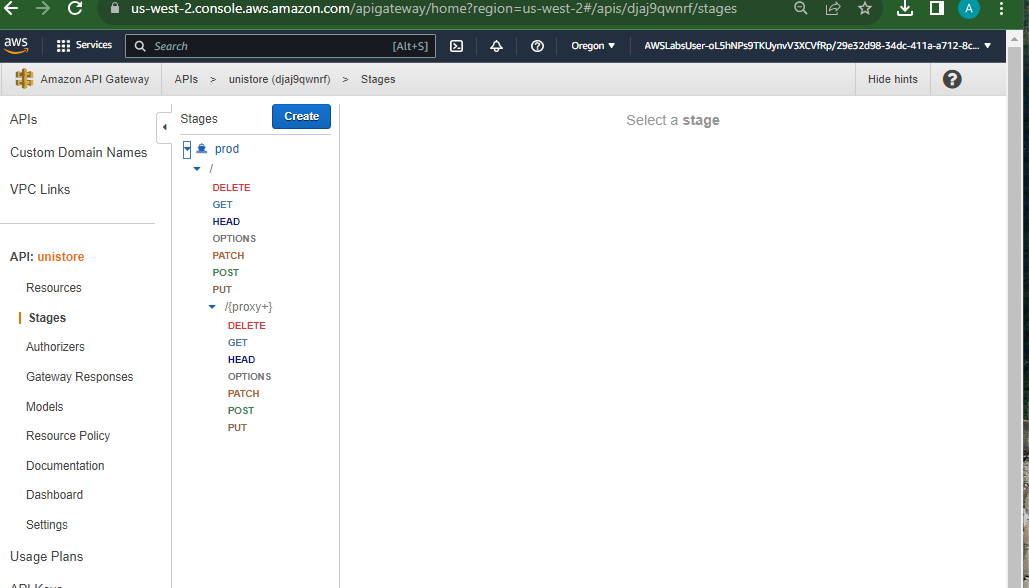 us-west-2.console.aws.amazon.com/apigateway/home?region=us-west-2#/apis/djaj9qwnrf/stages
A
aws
Services
Search
[Alt+S]
Oregon
AWSLabsUser-oL5hNPs9TKUynvV3XCVfRp/29e32d98-34dc-411a-a712-8c...
Amazon API Gateway
APIs > unistore (djaj9qwnrf) > Stages
Hide hints
?
APIs
Custom Domain Names
VPC Links
API: unistore
Resources
Stages
Authorizers
Gateway Responses
Models
Resource Policy
Documentation
Dashboard
Settings
Usage Plans
API Keys
Stages
Create
prod
/
DELETE
GET
HEAD
OPTIONS
PATCH
POST
PUT
/{proxy+}
DELETE
GET
HEAD
OPTIONS
PATCH
POST
PUT
Select a stage